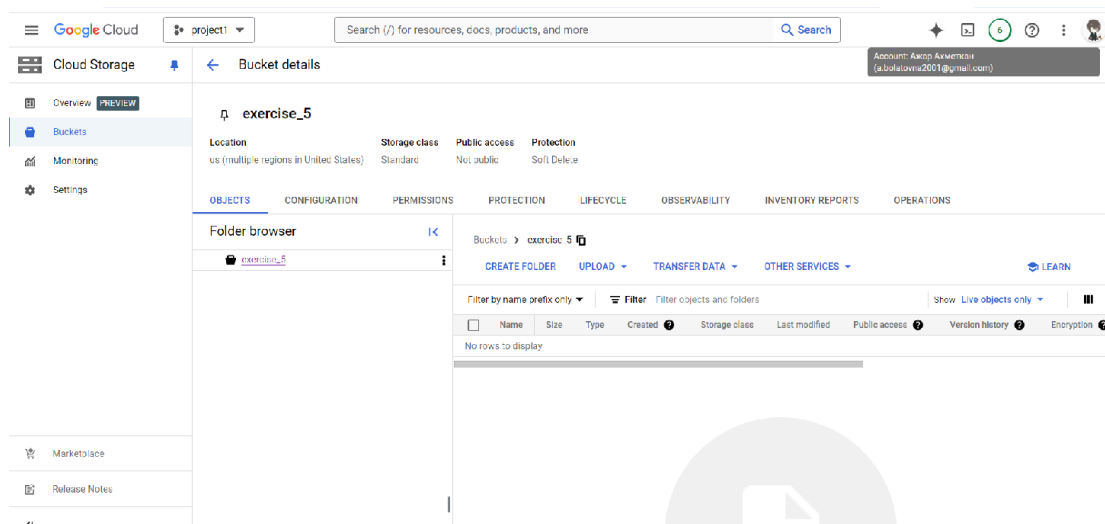 Google Cloud project1 Search (/) for resources, docs, products, and more Search 6
Account: Ажар Ахметжан
(a.bolatovna2001@gmail.com)
Cloud Storage
Bucket details
Overview PREVIEW
Buckets
Monitoring
Settings
Marketplace
Release Notes
exercise_5
Location Storage class Public access Protection
us (multiple regions in United States) Standard Not public Soft Delete
OBJECTS CONFIGURATION PERMISSIONS PROTECTION LIFECYCLE OBSERVABILITY INVENTORY REPORTS OPERATIONS
Folder browser
exercise_5
Buckets > exercise_5
CREATE FOLDER UPLOAD TRANSFER DATA OTHER SERVICES LEARN
Filter by name prefix only Filter Filter objects and folders Show Live objects only
Name Size Type Created Storage class Last modified Public access Version history Encryption
No rows to display